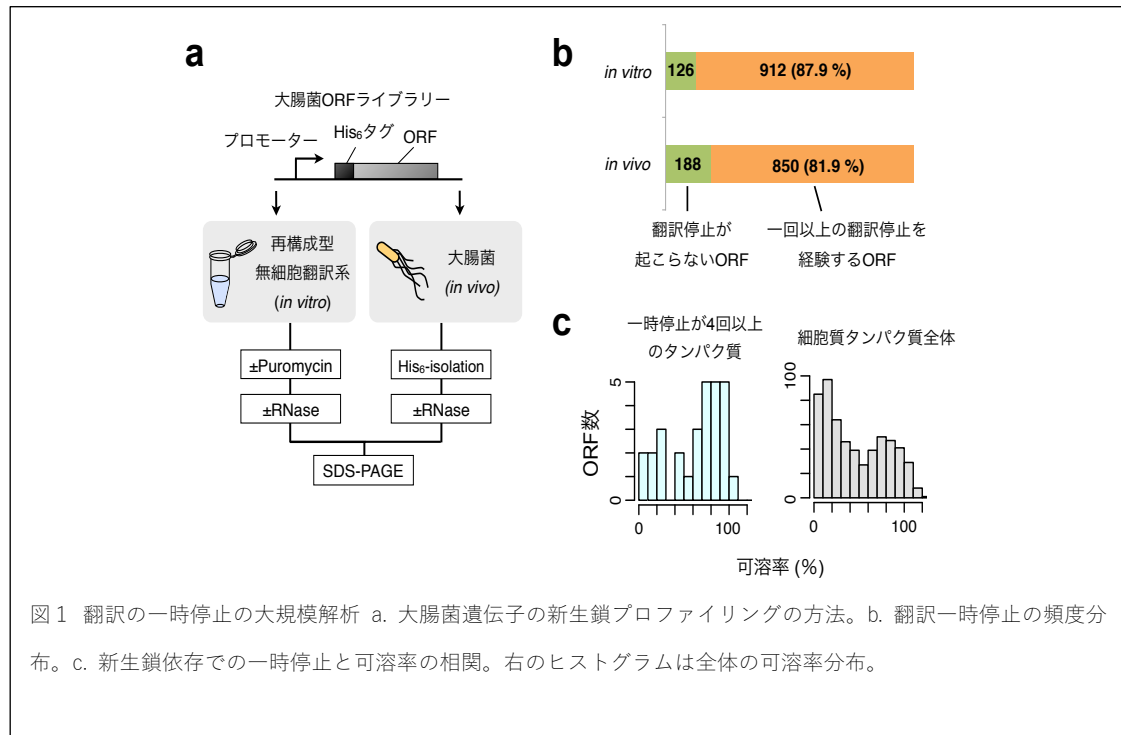 a
大腸菌ORFライブラリー
プロモーター
His₆タグ
ORF
再構成型
無細胞翻訳系
(in vitro)
大腸菌
(in vivo)
±Puromycin
His₆-isolation
±RNase
±RNase
SDS-PAGE
b
in vitro
126
912 (87.9 %)
in vivo
188
850 (81.9 %)
翻訳停止が
起こらないORF
一回以上の翻訳停止を
経験するORF
c
一時停止が4回以上
のタンパク質
細胞質タンパク質全体
ORF数
5
0
0
100
100
0
0
100
可溶率 (%)
図1 翻訳の一時停止の大規模解析 a. 大腸菌遺伝子の新生鎖プロファイリングの方法。b. 翻訳一時停止の頻度分
布。c. 新生鎖依存での一時停止と可溶率の相関。右のヒストグラムは全体の可溶率分布。